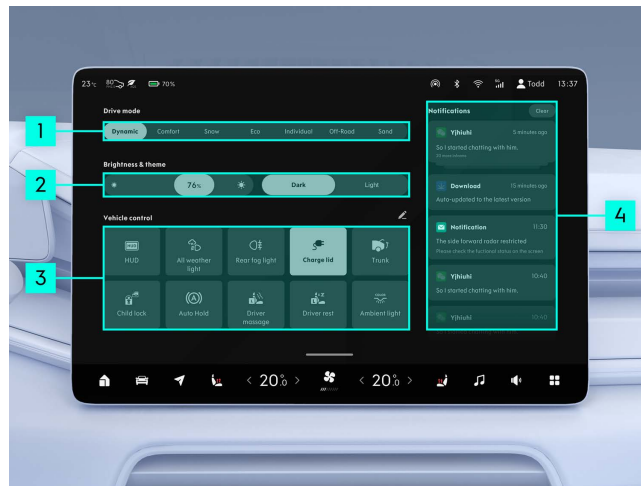 23°c
70%
5G
Todd
13:37
Drive mode
1
Dynamic
Comfort
Snow
Eco
Individual
Off-Road
Sand
Brightness & theme
2
76%
Dark
Light
Vehicle control
3
HUD
All weather
light
Rear fog light
Charge lid
Trunk
Child lock
Auto Hold
Driver
massage
Driver rest
Ambient light
Notifications
Clear
4
Yjhiuhi
5 minutes ago
So I started chatting with him.
Download
15 minutes ago
Auto-updated to the latest version
Notification
11:30
The side forward radar restricted
Please check the functional status on the screen
Yjhiuhi
10:40
So I started chatting with him.
Yjhiuhi
10:40
< 20.0 >
< 20.0 >